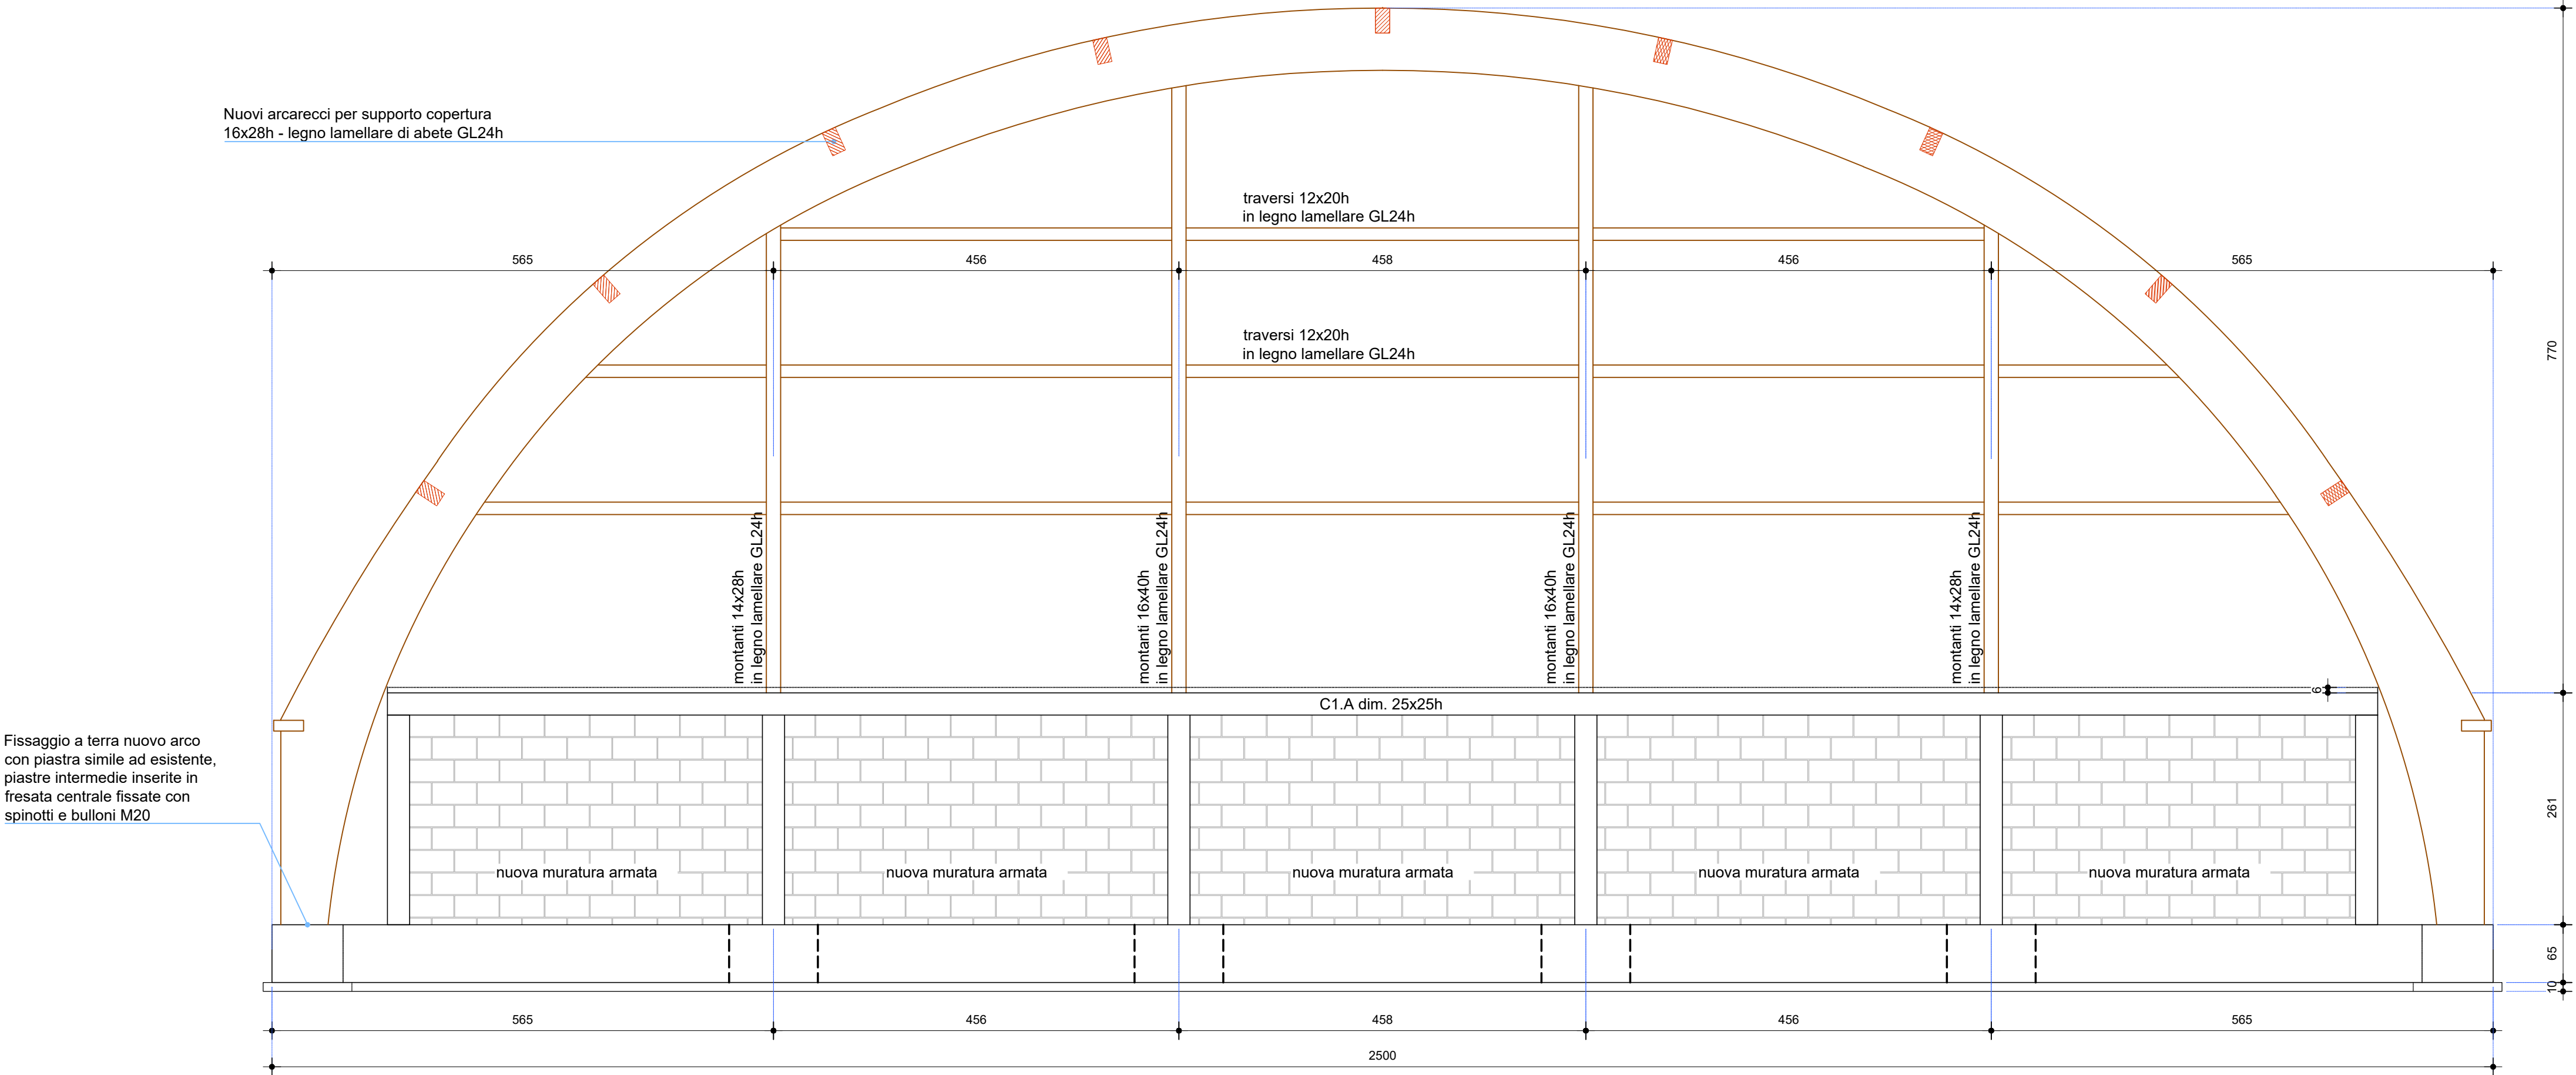 Nuovi arcarecci per supporto copertura
16x28h - legno lamellare di abete GL24h
traversi 12x20h
in legno lamellare GL24h
565
456
458
456
565
traversi 12x20h
in legno lamellare GL24h
770
montanti 14x28h
in legno lamellare GL24h
montanti 16x40h
in legno lamellare GL24h
montanti 16x40h
in legno lamellare GL24h
montanti 14x28h
in legno lamellare GL24h
6
C1.A dim. 25x25h
Fissaggio a terra nuovo arco
con piastra simile ad esistente,
piastre intermedie inserite in
fresata centrale fissate con
spinotti e bulloni M20
261
nuova muratura armata
nuova muratura armata
nuova muratura armata
nuova muratura armata
nuova muratura armata
65
10
565
456
458
456
565
2500